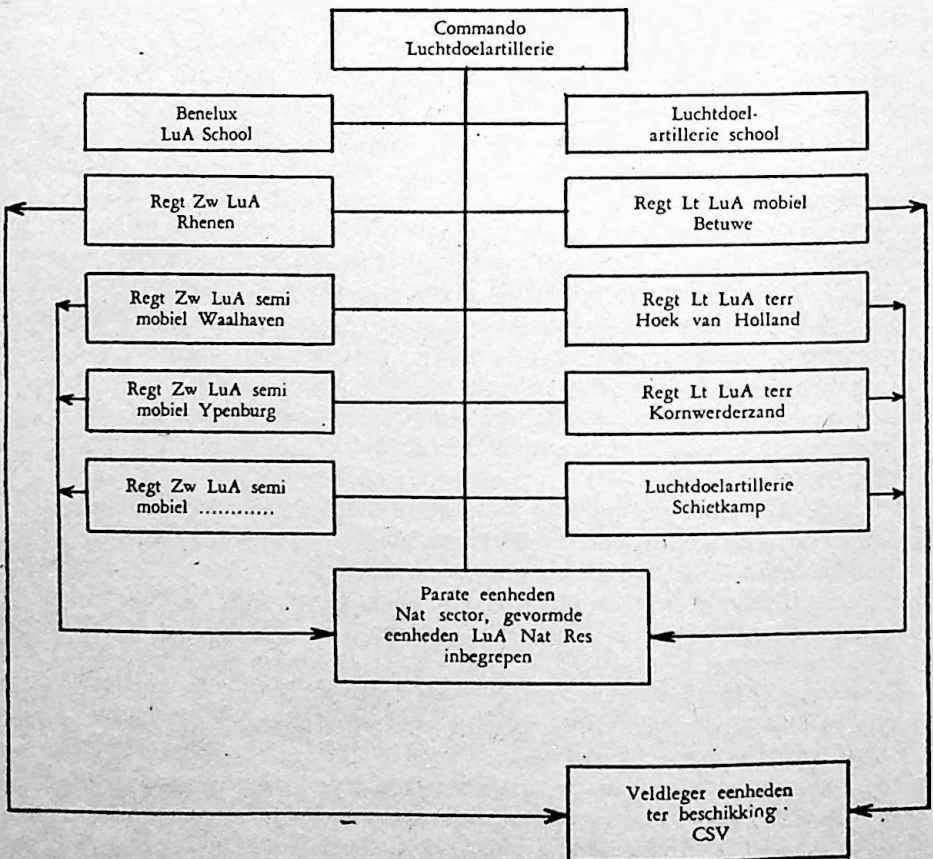 Commando
Luchtdoelartillerie
Benelux
LuA School
Luchtdoel-
artillerie school
Regt Zw LuA
Rhenen
Regt Lt LuA mobiel
Betuwe
Regt Zw LuA semi
mobiel Waalhaven
Regt Lt LuA terr
Hoek van Holland
Regt Zw LuA semi
mobiel Ypenburg
Regt Lt LuA terr
Kornwerderzand
Regt Zw LuA semi
mobiel ............
Luchtdoelartillerie
Schietkamp
Parate eenheden
Nat sector, gevormde
eenheden LuA Nat Res
inbegrepen
Veldleger eenheden
ter beschikking
CSV